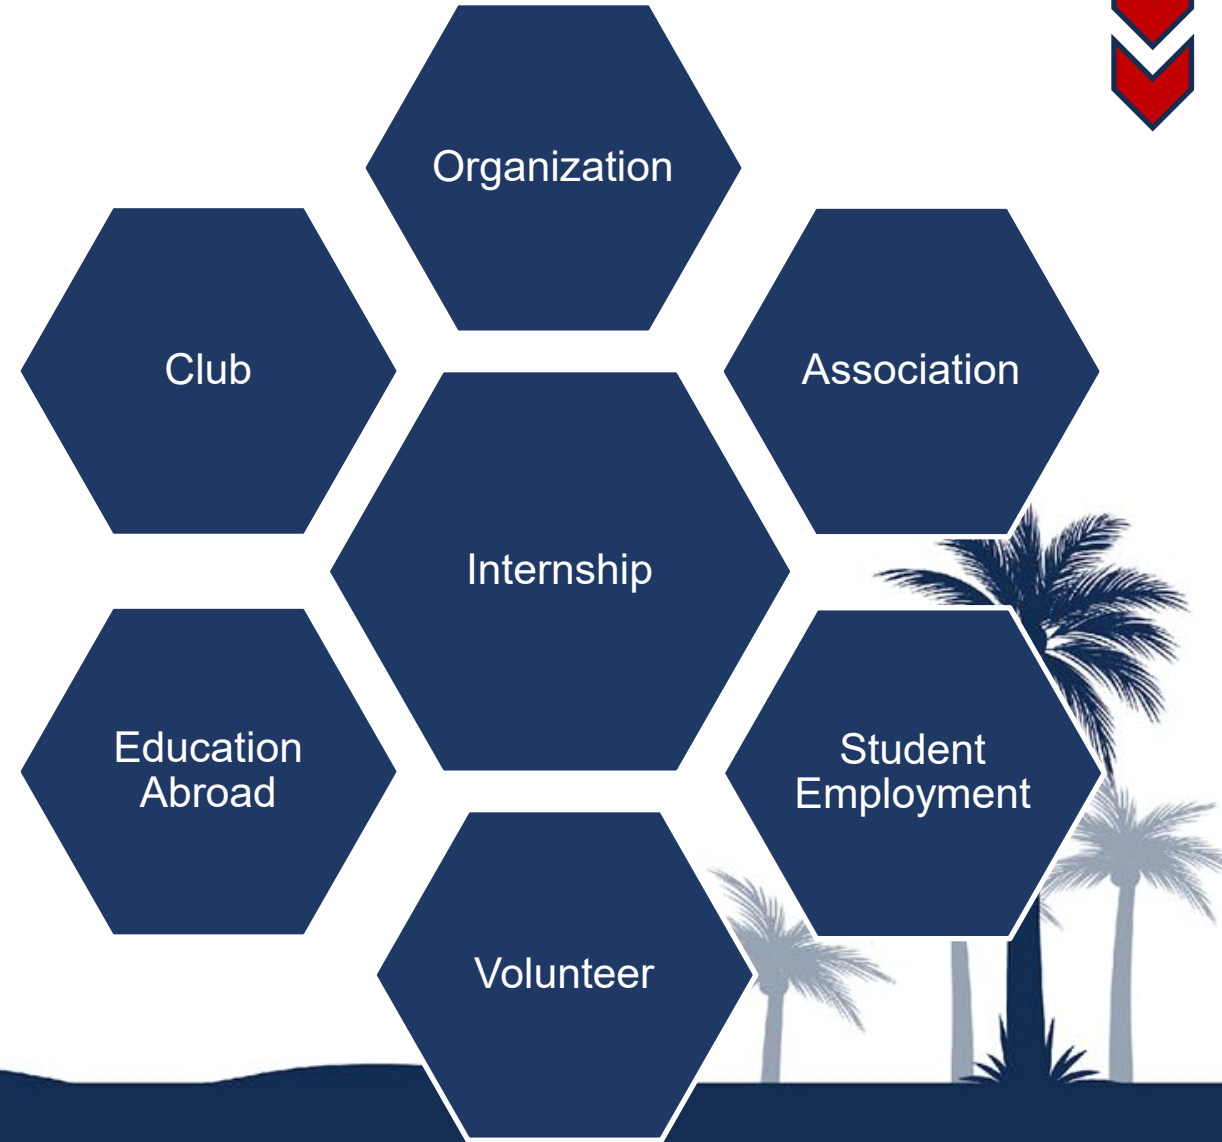 Organization
Club
Association
Internship
Education
Abroad
Student
Employment
Volunteer